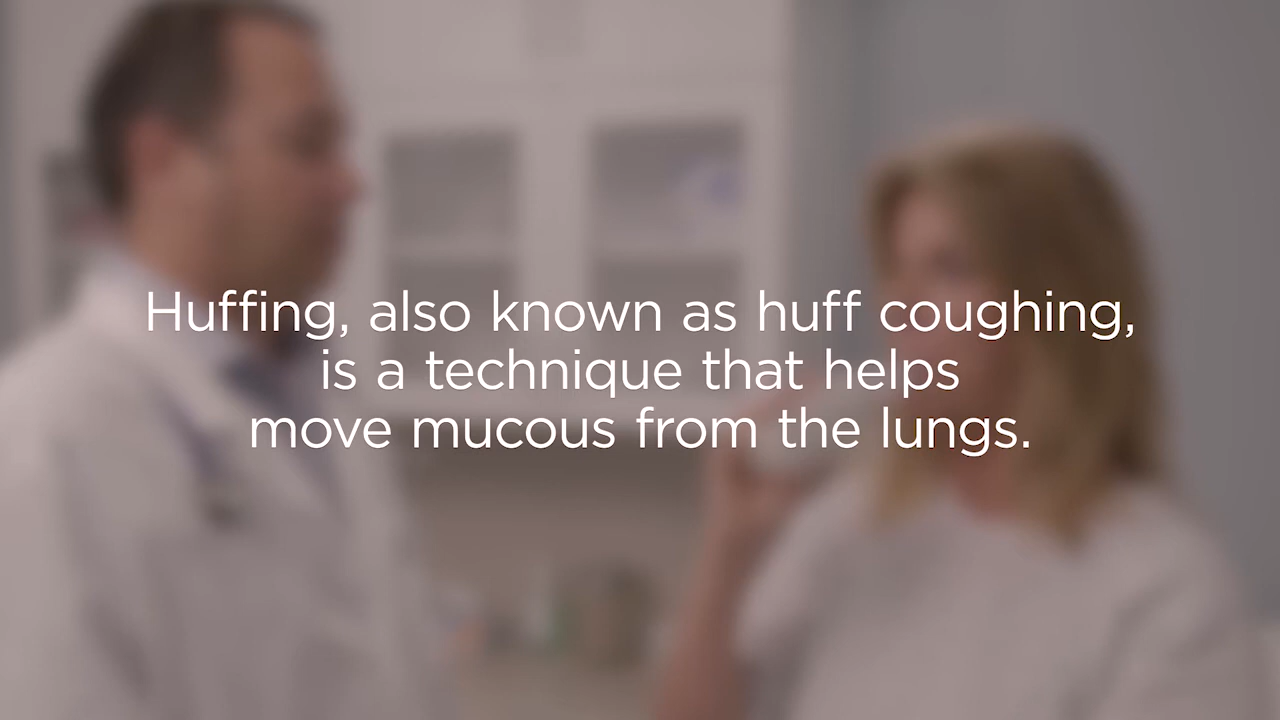 Huffing, also known as huff coughing,
is a technique that helps
move mucous from the lungs.